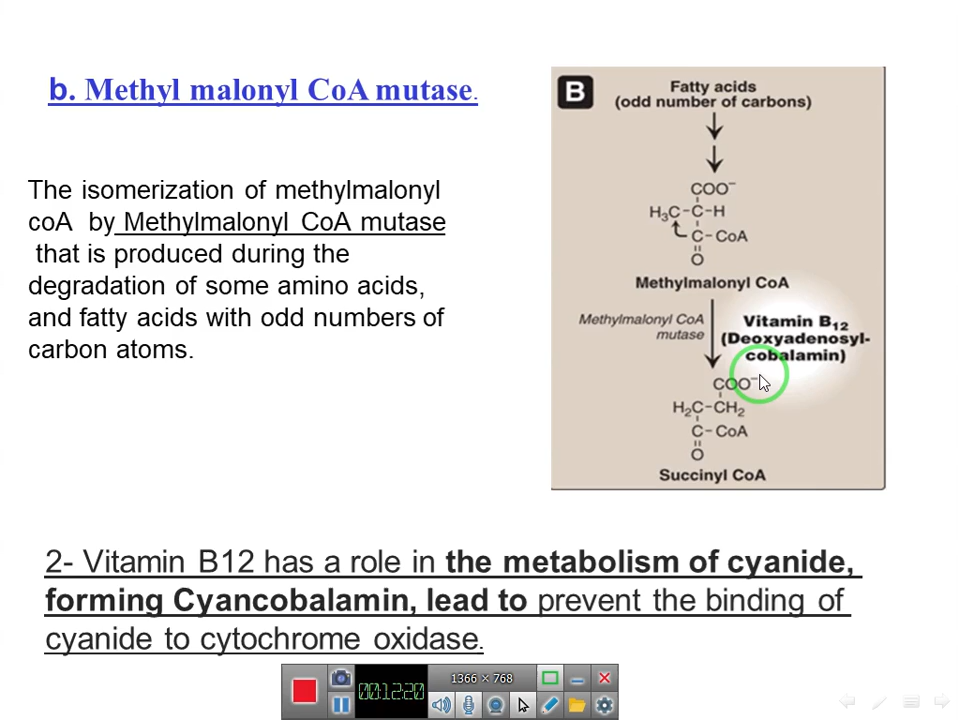 b. Methyl malonyl CoA mutase.
The isomerization of methylmalonyl
coA by Methylmalonyl CoA mutase
that is produced during the
degradation of some amino acids,
and fatty acids with odd numbers of
carbon atoms.
B
Fatty acids
(odd number of carbons)
COO⁻
H₃C-C-H
C-CoA
O
Methylmalonyl CoA
Methylmalonyl CoA
mutase
Vitamin B₁₂
(Deoxyadenosyl-
cobalamin)
COO⁻
H₂C-CH₂
C-CoA
O
Succinyl CoA
2- Vitamin B12 has a role in the metabolism of cyanide,
forming Cyancobalamin, lead to prevent the binding of
cyanide to cytochrome oxidase.
1366 × 768
00:12:20